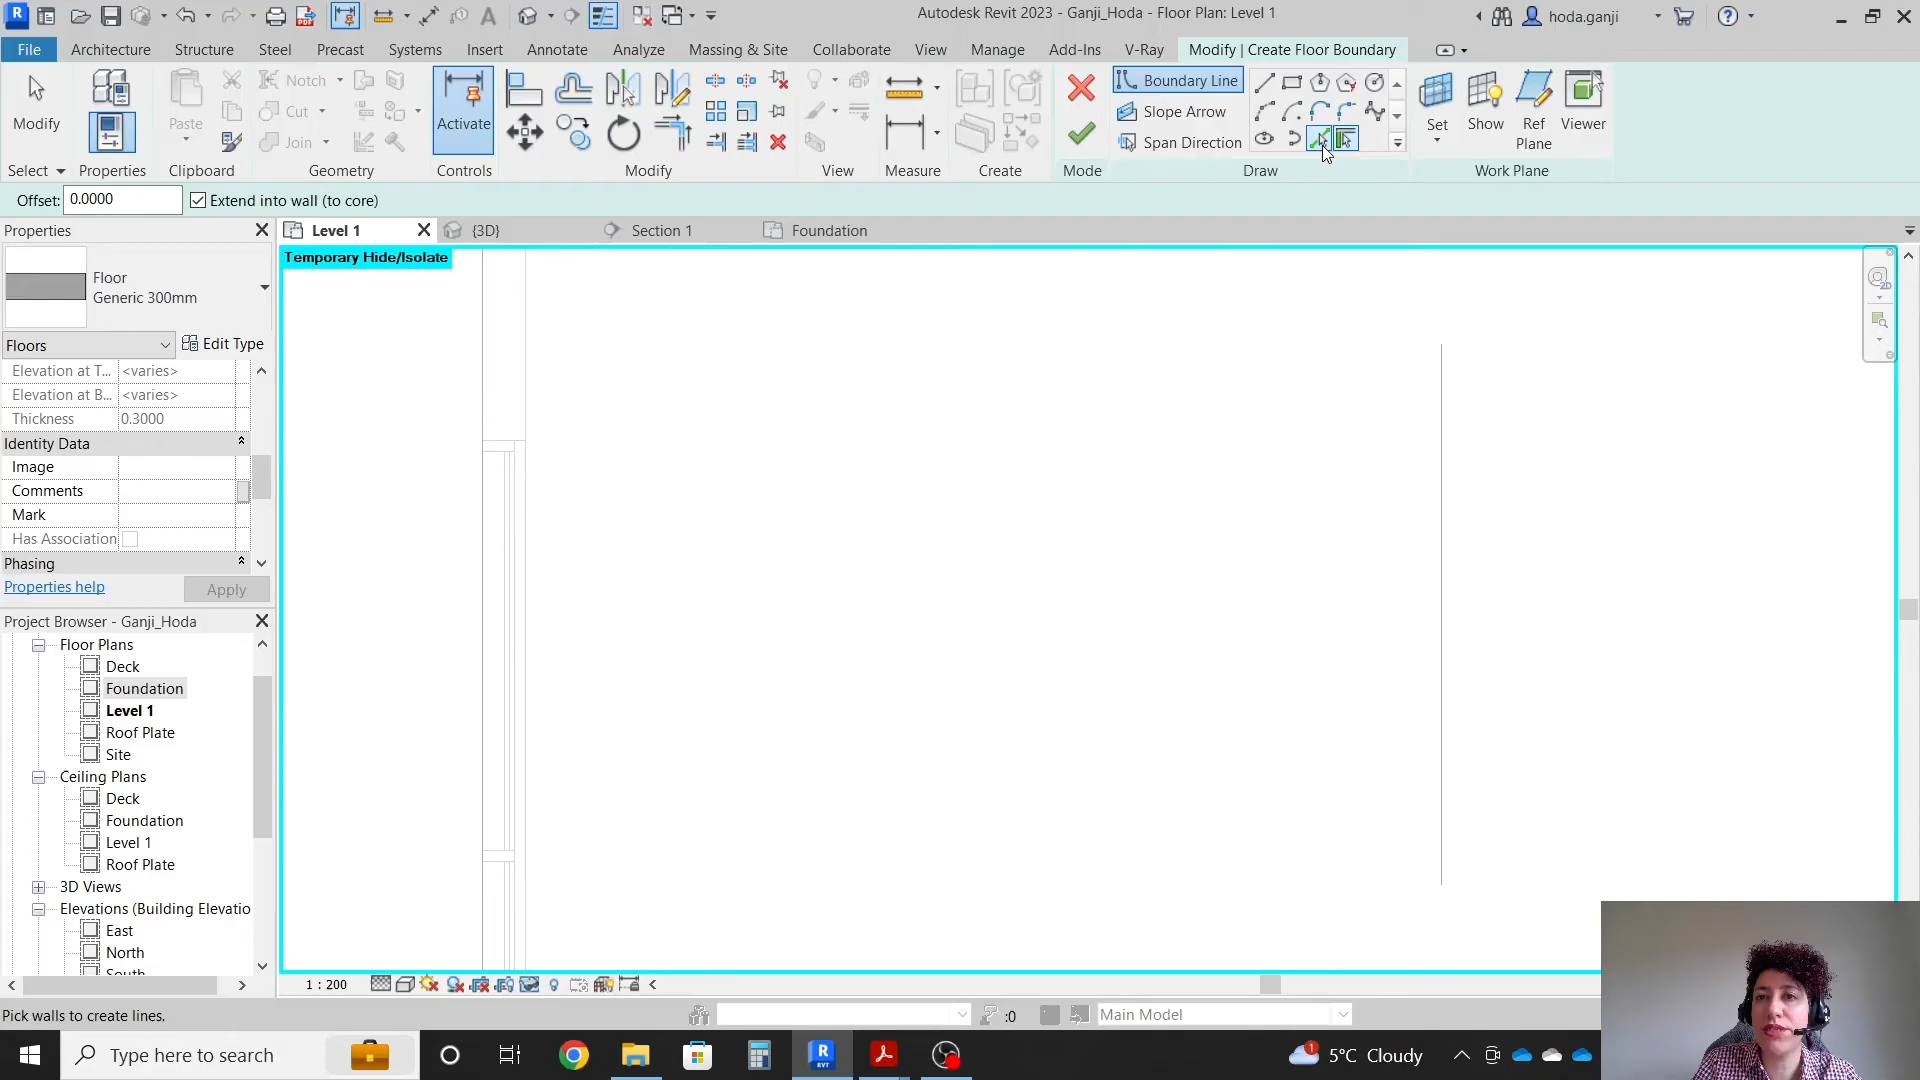 Autodesk Revit 2023 - Ganji_Hoda - Floor Plan: Level 1
hoda.ganji
File
Architecture
Structure
Steel
Precast
Systems
Insert
Annotate
Analyze
Massing & Site
Collaborate
View
Manage
Add-Ins
V-Ray
Modify | Create Floor Boundary
Modify
Paste
Notch
Cut
Join
Activate
Boundary Line
Slope Arrow
Span Direction
Set
Show
Ref
Plane
Viewer
Select
Properties
Clipboard
Geometry
Controls
Modify
View
Measure
Create
Mode
Draw
Work Plane
Offset: 0.0000
Extend into wall (to core)
Properties
Level 1
{3D}
Section 1
Foundation
Temporary Hide/Isolate
Floor
Generic 300mm
Floors
Edit Type
Elevation at T... <varies>
Elevation at B... <varies>
Thickness 0.3000
Identity Data
Image
Comments
Mark
Has Association
Phasing
Properties help
Apply
Project Browser - Ganji_Hoda
Floor Plans
Deck
Foundation
Level 1
Roof Plate
Site
Ceiling Plans
Deck
Foundation
Level 1
Roof Plate
3D Views
Elevations (Building Elevatio
East
North
South
1 : 200
Pick walls to create lines.
:0
Main Model
Type here to search
5°C Cloudy